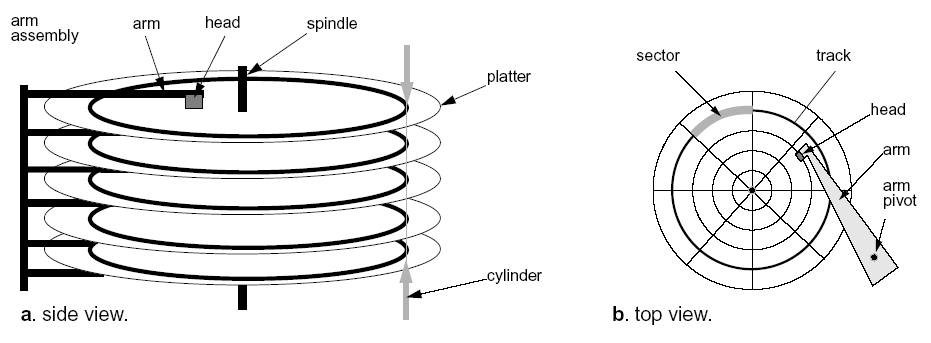 arm
assembly
arm
head
spindle
platter
cylinder
a. side view.
sector
track
head
arm
arm
pivot
b. top view.